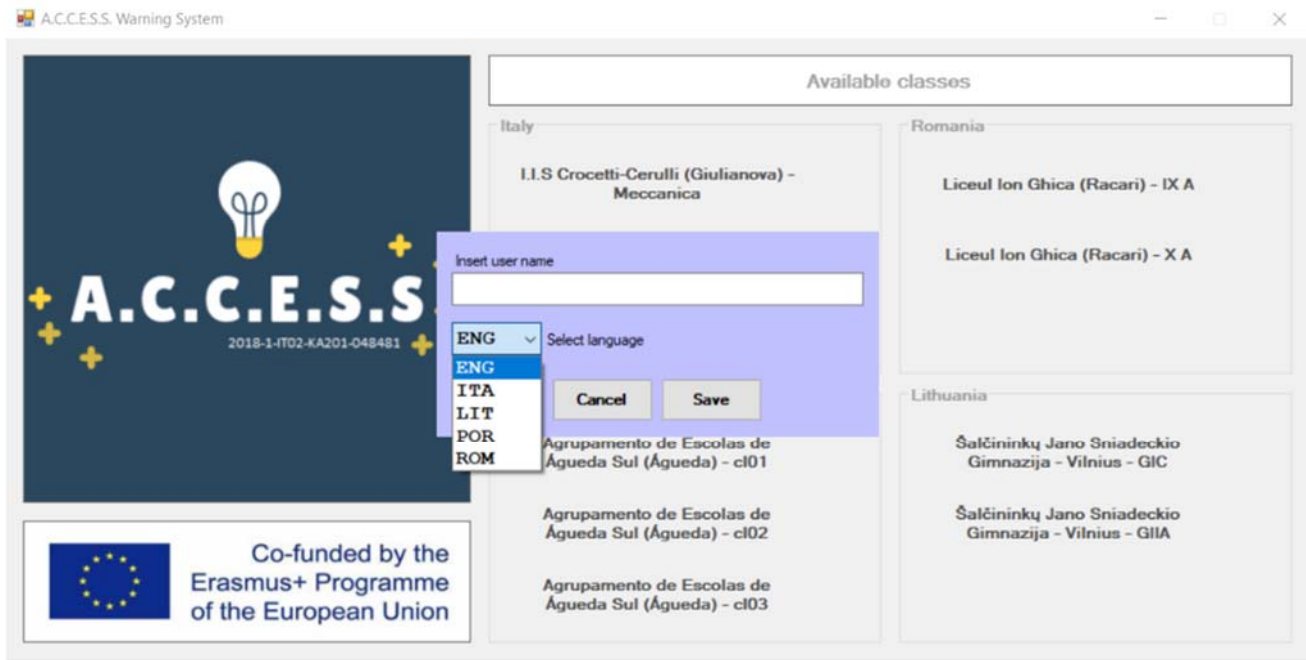 A.C.C.E.S.S. Warning System
A.C.C.E.S.S
2018-1-IT02-KA201-048481
Co-funded by the
Erasmus+ Programme
of the European Union
Available classes
Italy
I.I.S Crocetti-Cerulli (Giulianova) -
Meccanica
Insert user name
ENG
Select language
ENG
ITA
LIT
POR
ROM
Cancel
Save
Agrupamento de Escolas de
Águeda Sul (Águeda) - cl01
Agrupamento de Escolas de
Águeda Sul (Águeda) - cl02
Agrupamento de Escolas de
Águeda Sul (Águeda) - cl03
Romania
Liceul Ion Ghica (Racari) - IX A
Liceul Ion Ghica (Racari) - X A
Lithuania
Šalčininkų Jano Sniadeckio
Gimnazija - Vilnius - GIC
Šalčininkų Jano Sniadeckio
Gimnazija - Vilnius - GIIA